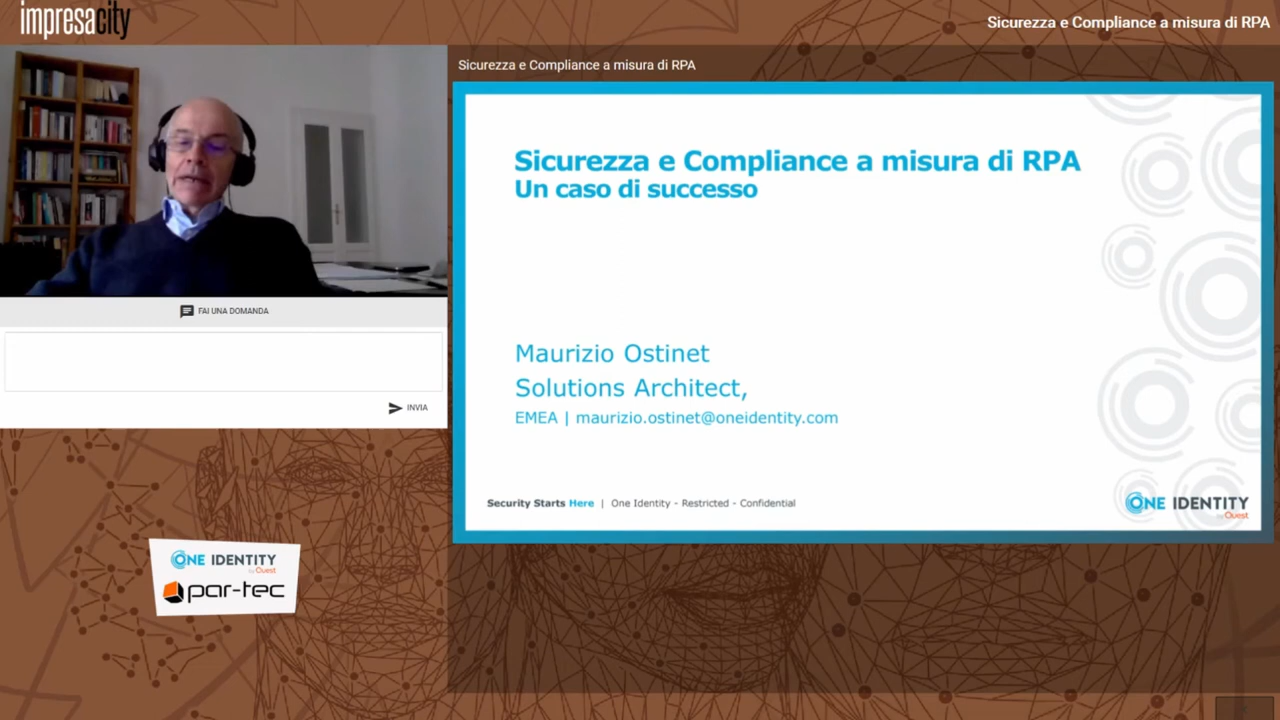 impresacity
Sicurezza e Compliance a misura di RPA
Sicurezza e Compliance a misura di RPA
Sicurezza e Compliance a misura di RPA
Un caso di successo
Maurizio Ostinet
Solutions Architect,
EMEA | maurizio.ostinet@oneidentity.com
Security Starts Here | One Identity - Restricted - Confidential
ONE IDENTITY
by Quest
FAI UNA DOMANDA
INVIA
ONE IDENTITY
by Quest
par-tec